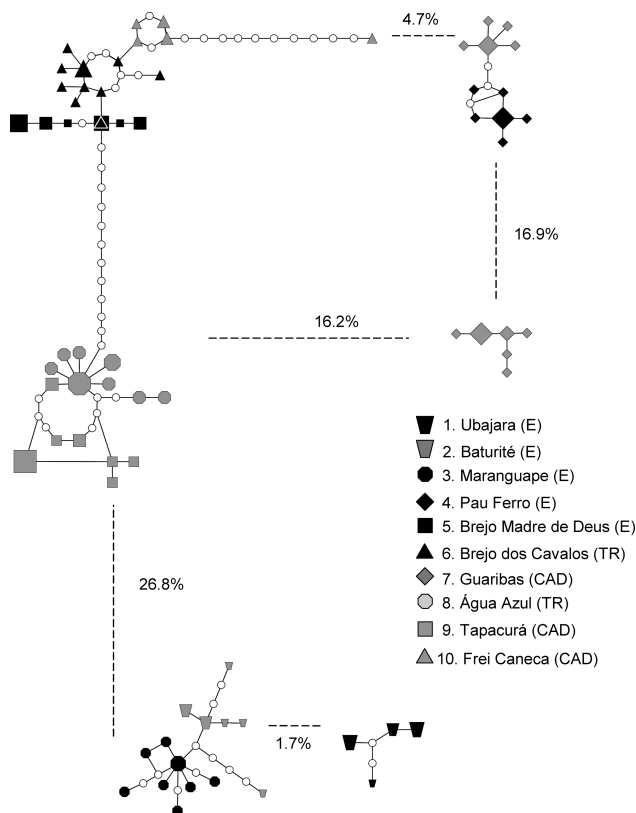 4.7%
16.9%
16.2%
1. Ubajara (E)
2. Baturité (E)
3. Maranguape (E)
4. Pau Ferro (E)
5. Brejo Madre de Deus (E)
6. Brejo dos Cavalos (TR)
7. Guaribas (CAD)
8. Água Azul (TR)
9. Tapacurá (CAD)
10. Frei Caneca (CAD)
26.8%
1.7%